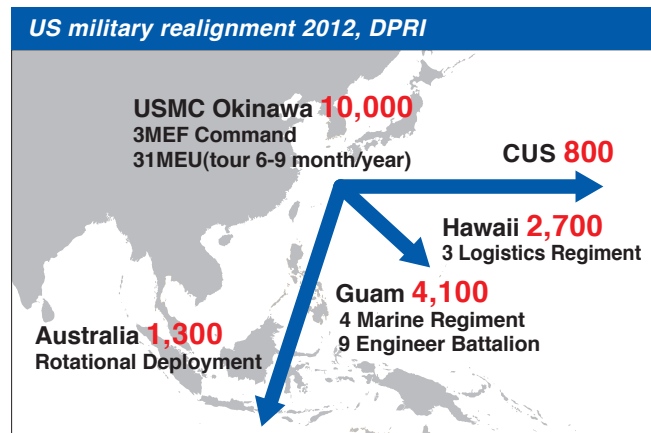 US military realignment 2012, DPRI
USMC Okinawa 10,000
3MEF Command
31MEU(tour 6-9 month/year)
CUS 800
Hawaii 2,700
3 Logistics Regiment
Guam 4,100
4 Marine Regiment
9 Engineer Battalion
Australia 1,300
Rotational Deployment